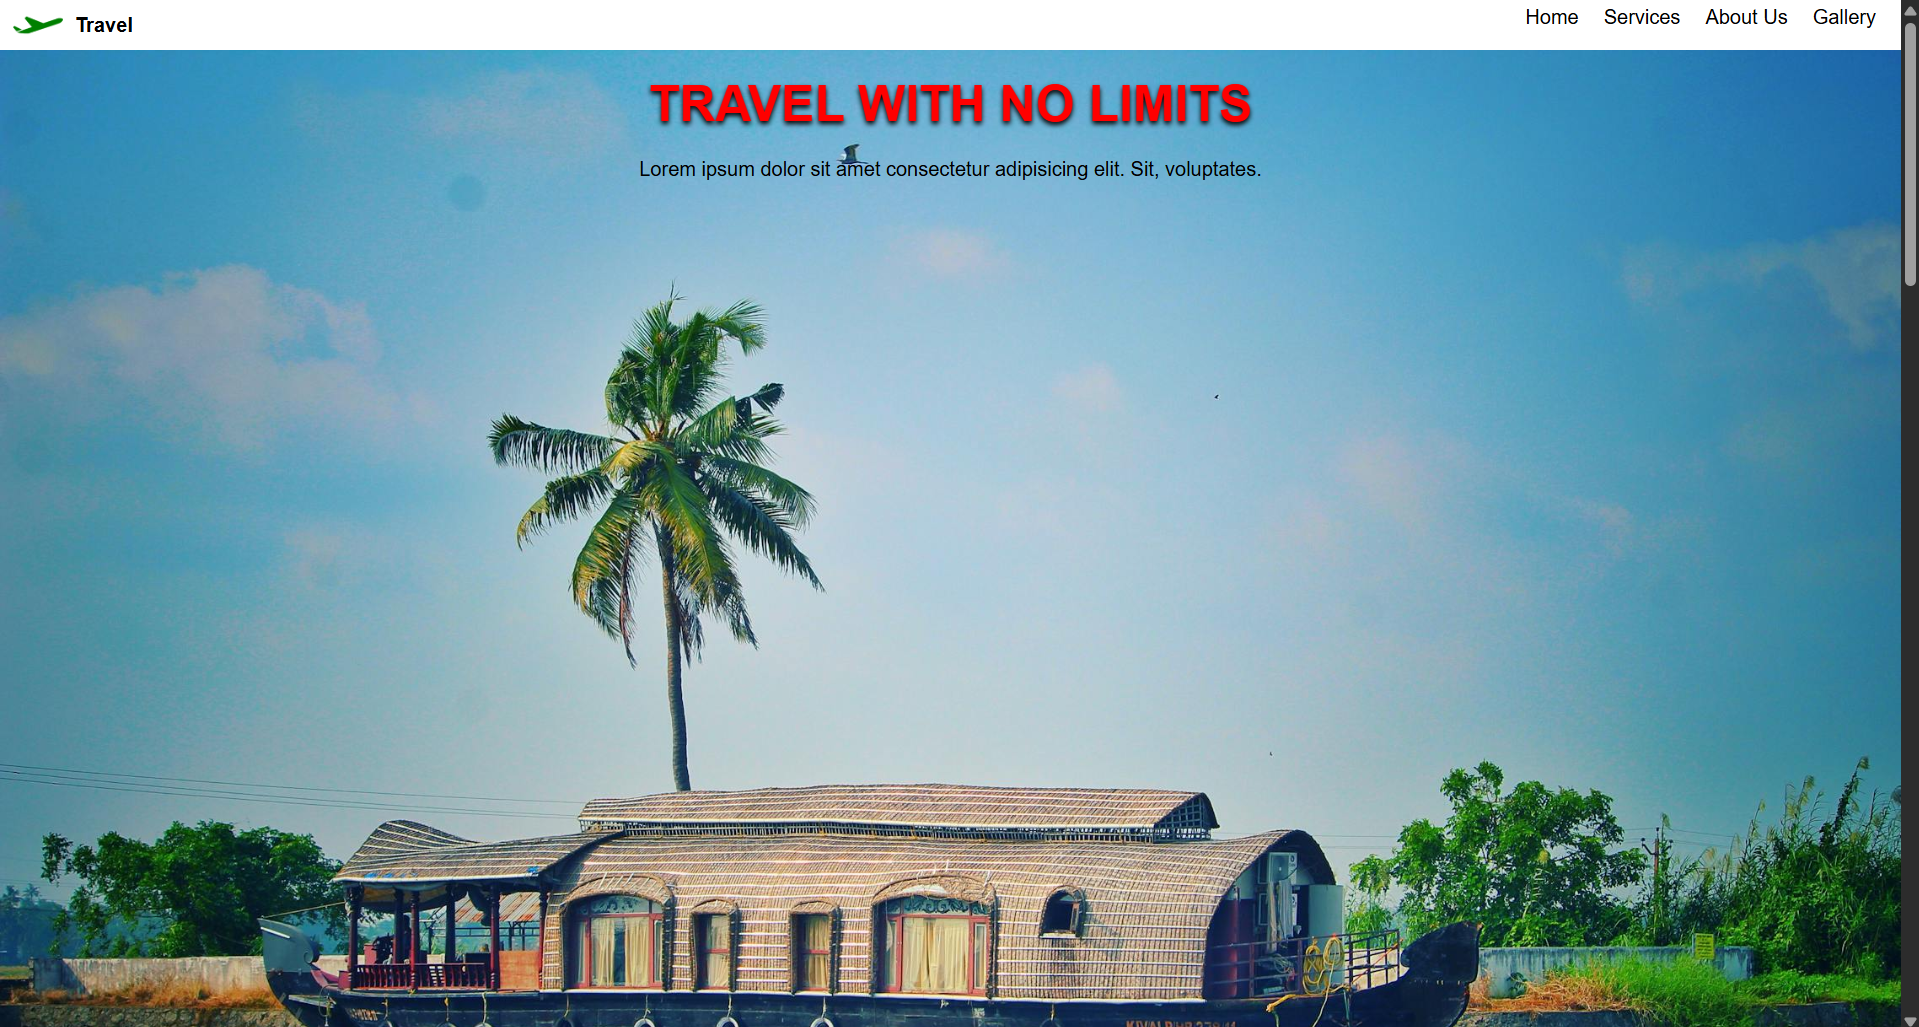 Travel
Home Services About Us Gallery
TRAVEL WITH NO LIMITS
Lorem ipsum dolor sit amet consectetur adipisicing elit. Sit, voluptates.